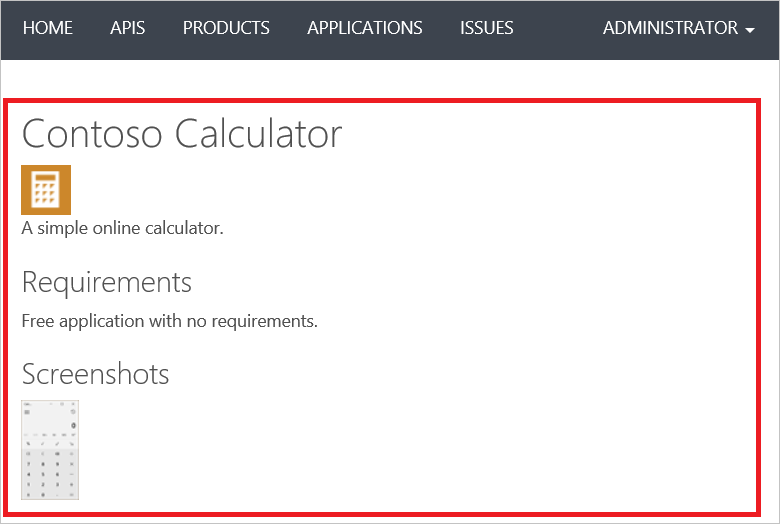 HOME APIS PRODUCTS APPLICATIONS ISSUES ADMINISTRATOR
Contoso Calculator
A simple online calculator.
Requirements
Free application with no requirements.
Screenshots